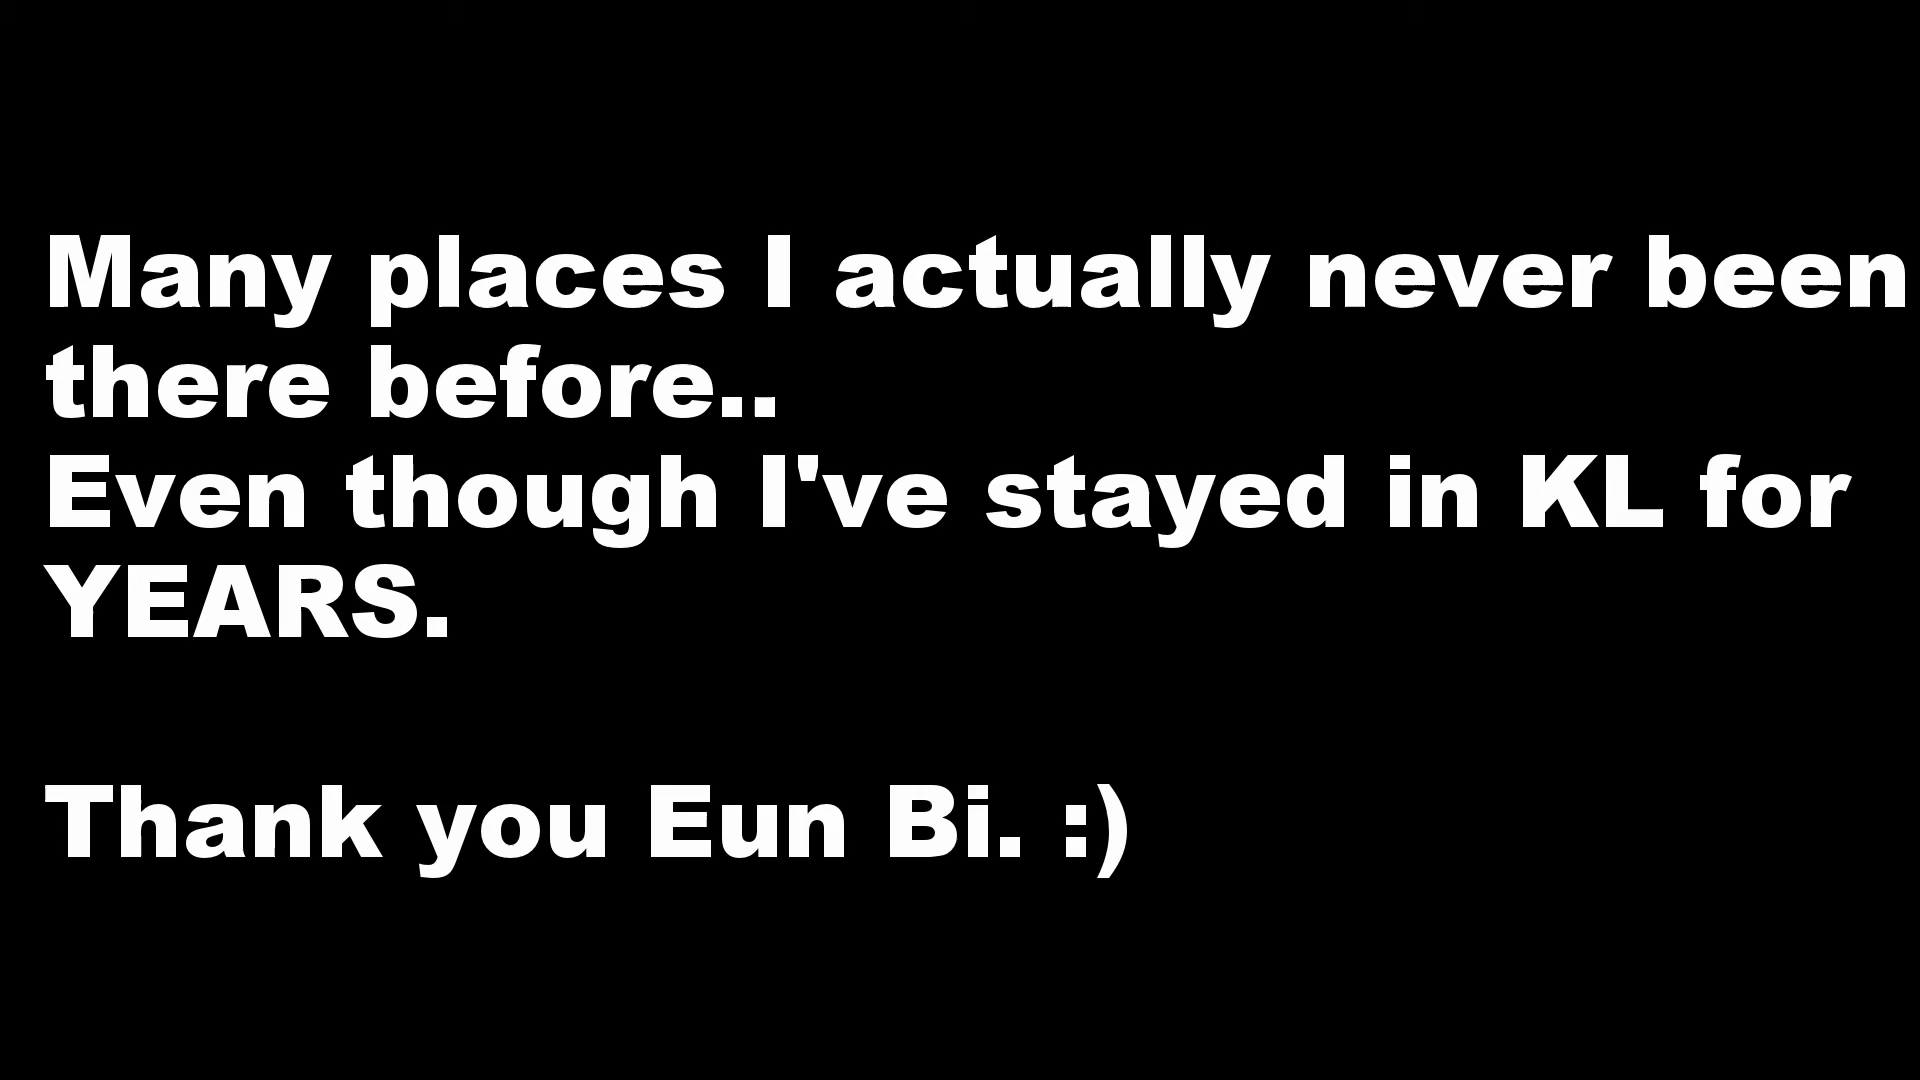 Many places I actually never been
there before..
Even though I've stayed in KL for
YEARS.
Thank you Eun Bi. :)